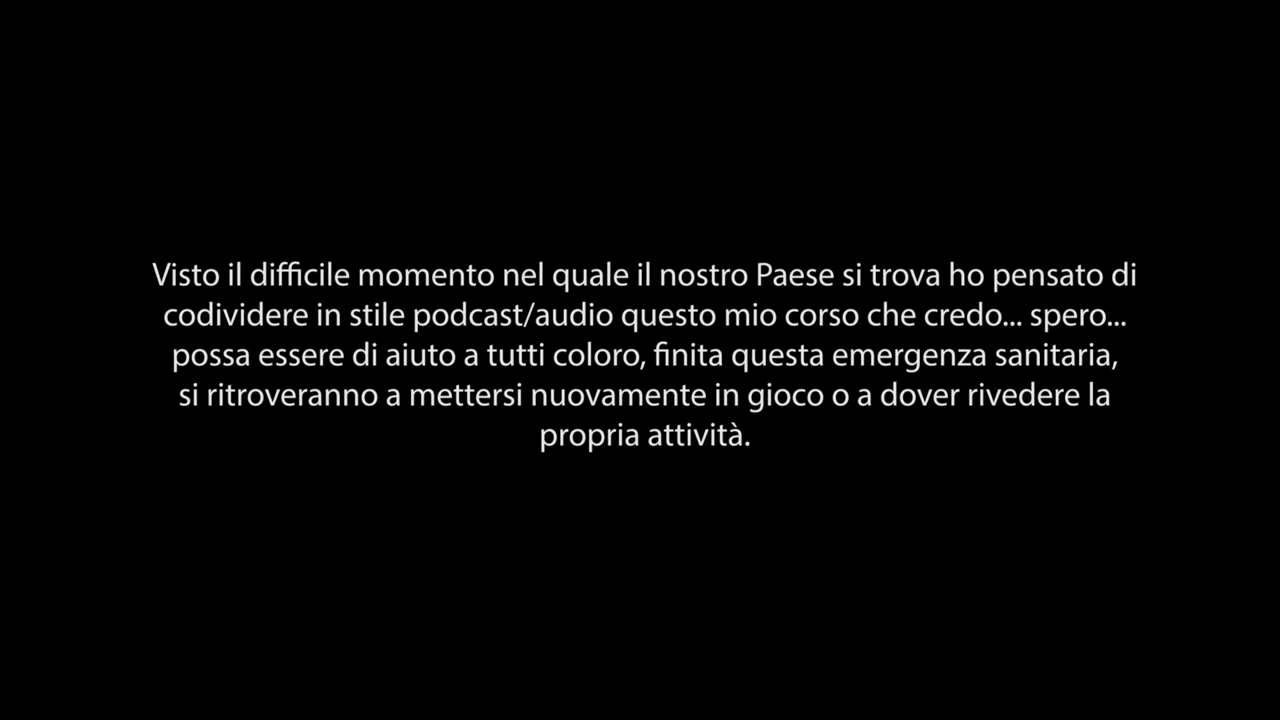 Visto il difficile momento nel quale il nostro Paese si trova ho pensato di
codividere in stile podcast/audio questo mio corso che credo... spero...
possa essere di aiuto a tutti coloro, finita questa emergenza sanitaria,
si ritroveranno a mettersi nuovamente in gioco o a dover rivedere la
propria attività.